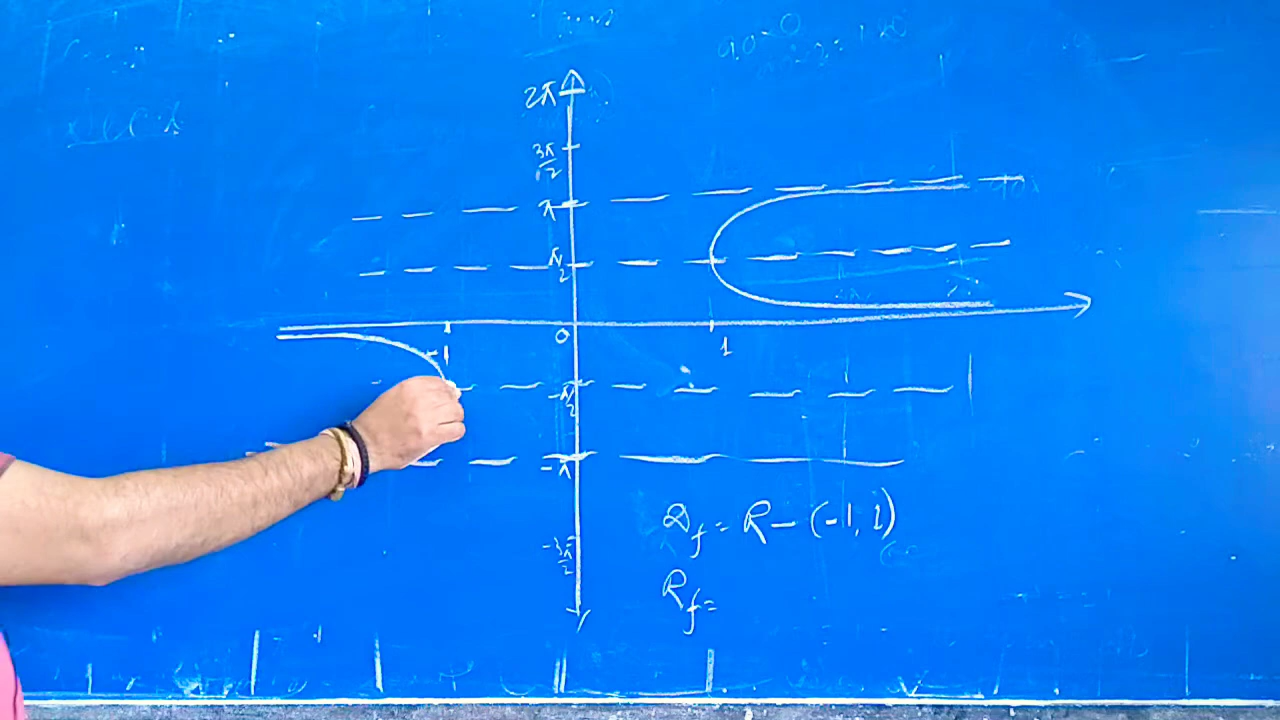 2π
3π/2
π
π/2
0
-1
1
-π/2
-π
-3π/2
D_f = R - (-1, 1)
R_f =